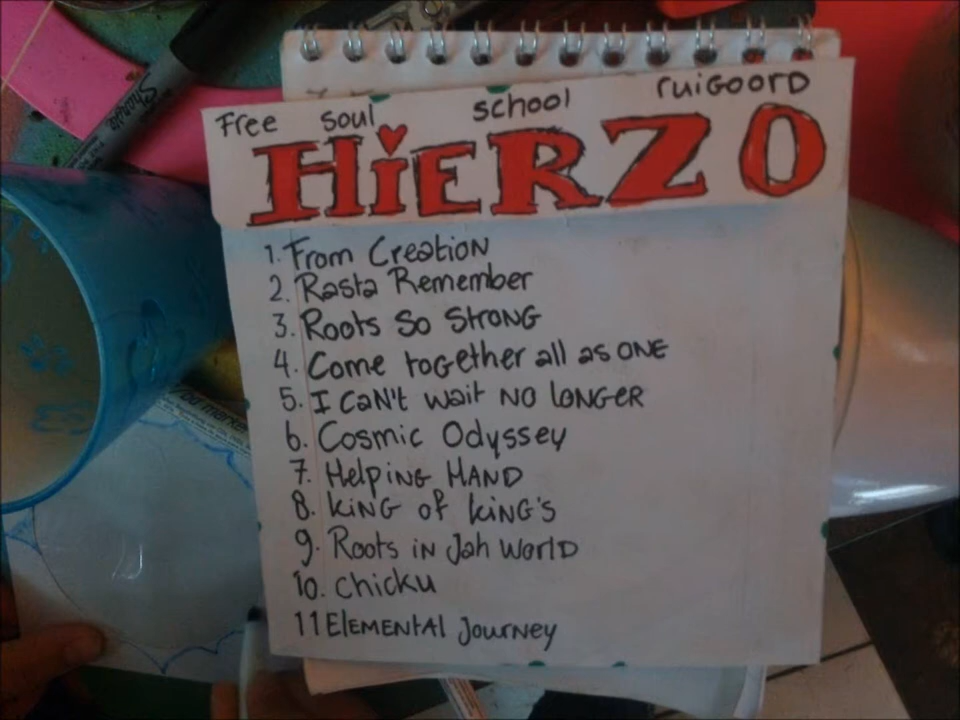 Free soul school ruigoord
HiERZO
1. From Creation
2. Rasta Remember
3. Roots So Strong
4. Come together all as ONE
5. I CaN't wait NO loNGER
6. Cosmic Odyssey
7. HelpiNG HAND
8. kiNG of kiNG's
9. Roots in Jah World
10. Chicku
11 ElEMENTAl JourNEy
Sharpie